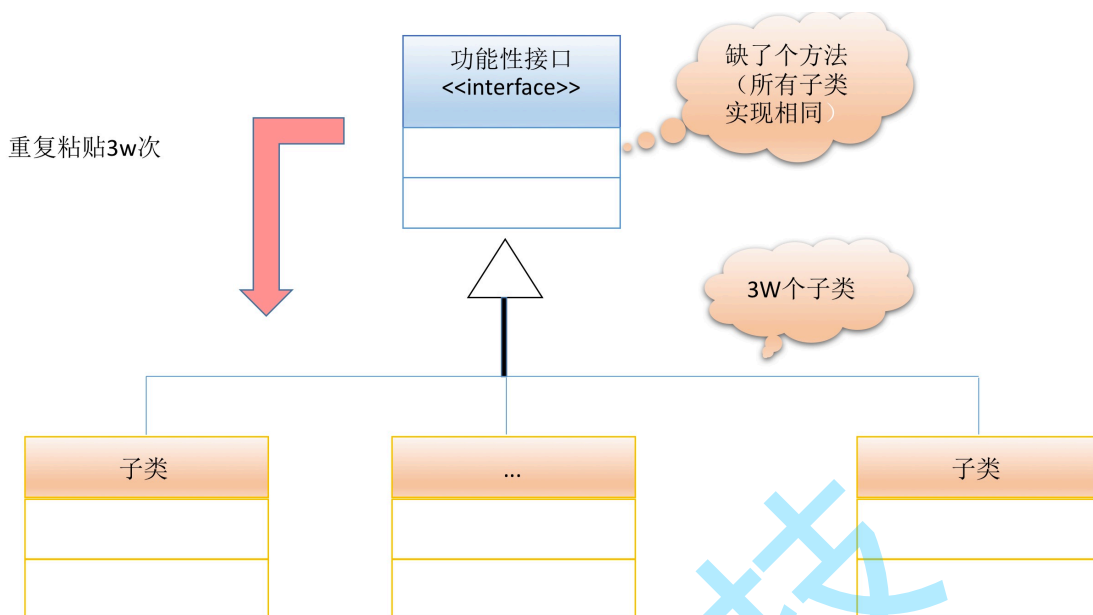 功能性接口
<<interface>>
缺了个方法
（所有子类
实现相同）
重复粘贴3w次
3W个子类
子类
...
子类
技